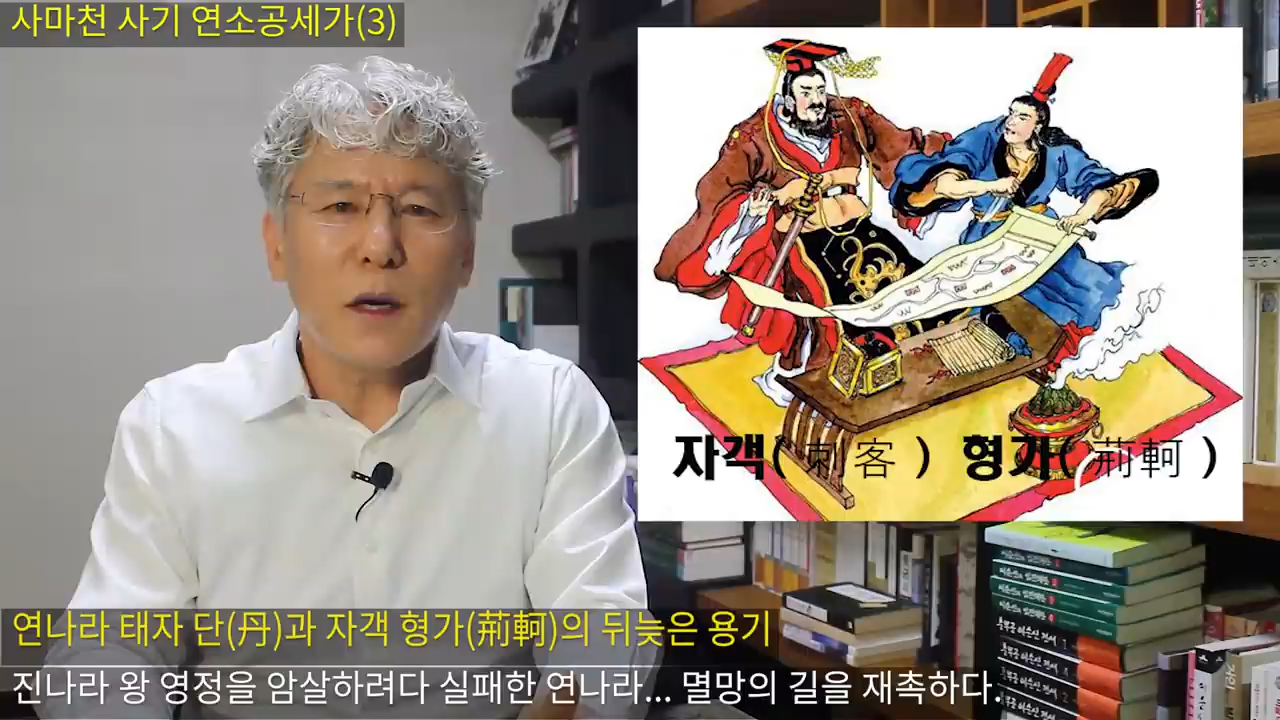 사마천 사기 연소공세가(3)
자객( 刺客 ) 형가( 荊軻 )
연나라 태자 단(丹)과 자객 형가(荊軻)의 뒤늦은 용기
진나라 왕 영정을 암살하려다 실패한 연나라... 멸망의 길을 재촉하다.